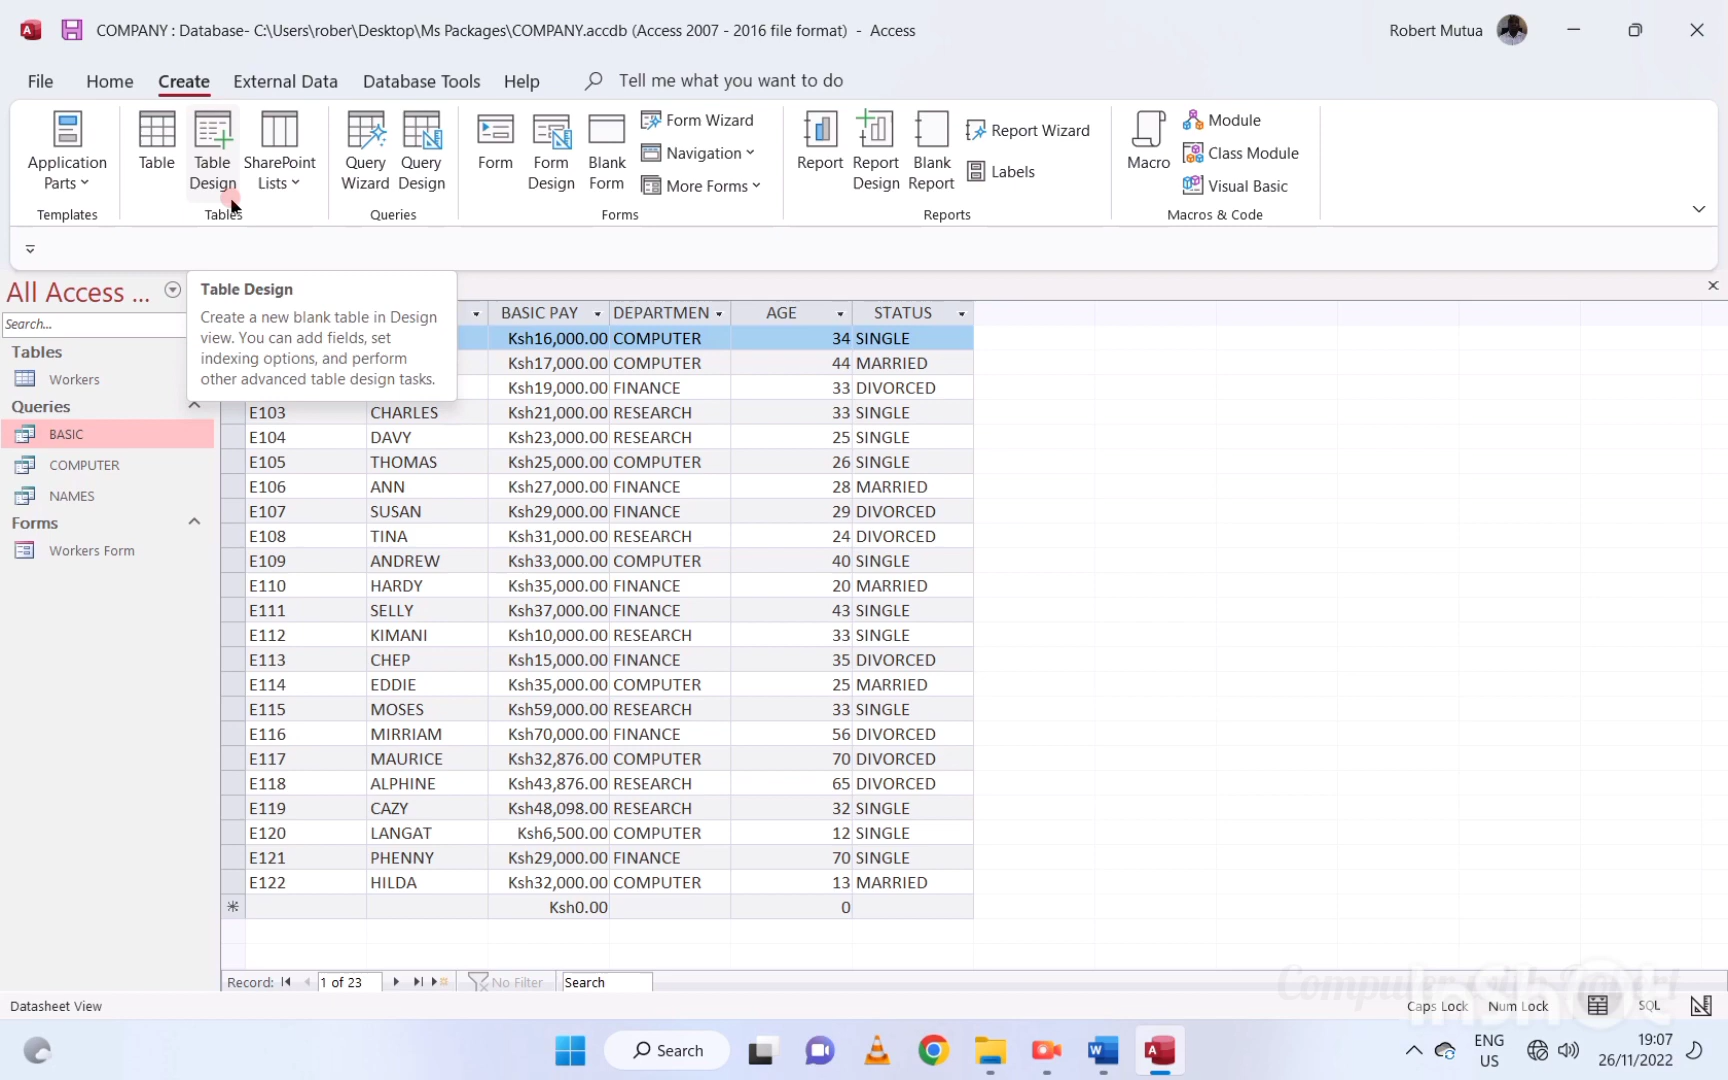 COMPANY : Database- C:\Users\rober\Desktop\Ms Packages\COMPANY.accdb (Access 2007 - 2016 file format) - Access
Robert Mutua
File Home Create External Data Database Tools Help Tell me what you want to do
Application Parts
Table
Table Design
SharePoint Lists
Query Wizard
Query Design
Form
Form Design
Blank Form
Form Wizard
Navigation
More Forms
Report
Report Design
Blank Report
Report Wizard
Labels
Macro
Module
Class Module
Visual Basic
Templates Tables Queries Forms Reports Macros & Code
All Access ...
Search...
Tables
Workers
Queries
BASIC
COMPUTER
NAMES
Forms
Workers Form
Table Design
Create a new blank table in Design
view. You can add fields, set
indexing options, and perform
other advanced table design tasks.
BASIC PAY DEPARTMEN AGE STATUS
Ksh16,000.00 COMPUTER 34 SINGLE
Ksh17,000.00 COMPUTER 44 MARRIED
Ksh19,000.00 FINANCE 33 DIVORCED
E103 CHARLES Ksh21,000.00 RESEARCH 33 SINGLE
E104 DAVY Ksh23,000.00 RESEARCH 25 SINGLE
E105 THOMAS Ksh25,000.00 COMPUTER 26 SINGLE
E106 ANN Ksh27,000.00 FINANCE 28 MARRIED
E107 SUSAN Ksh29,000.00 FINANCE 29 DIVORCED
E108 TINA Ksh31,000.00 RESEARCH 24 DIVORCED
E109 ANDREW Ksh33,000.00 COMPUTER 40 SINGLE
E110 HARDY Ksh35,000.00 FINANCE 20 MARRIED
E111 SELLY Ksh37,000.00 FINANCE 43 SINGLE
E112 KIMANI Ksh10,000.00 RESEARCH 33 SINGLE
E113 CHEP Ksh15,000.00 FINANCE 35 DIVORCED
E114 EDDIE Ksh35,000.00 COMPUTER 25 MARRIED
E115 MOSES Ksh59,000.00 RESEARCH 33 SINGLE
E116 MIRRIAM Ksh70,000.00 FINANCE 56 DIVORCED
E117 MAURICE Ksh32,876.00 COMPUTER 70 DIVORCED
E118 ALPHINE Ksh43,876.00 RESEARCH 65 DIVORCED
E119 CAZY Ksh48,098.00 RESEARCH 32 SINGLE
E120 LANGAT Ksh6,500.00 COMPUTER 12 SINGLE
E121 PHENNY Ksh29,000.00 FINANCE 70 SINGLE
E122 HILDA Ksh32,000.00 COMPUTER 13 MARRIED
Ksh0.00 0
Record: 1 of 23 No Filter Search
Datasheet View
Caps Lock Num Lock SQL
Search
ENG
US
19:07
26/11/2022